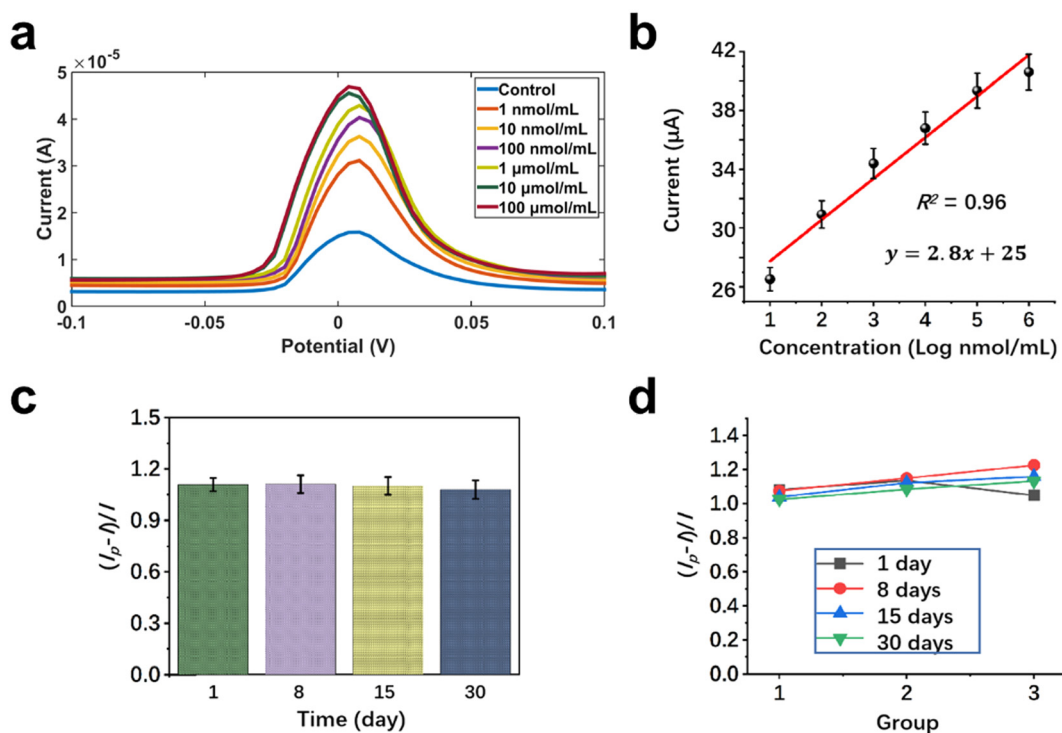 a
×10⁻⁵
5
4
3
2
1
0
Current (A)
-0.1
-0.05
0
0.05
0.1
Potential (V)
Control
1 nmol/mL
10 nmol/mL
100 nmol/mL
1 μmol/mL
10 μmol/mL
100 μmol/mL
b
42
38
34
30
26
Current (μA)
R² = 0.96
y = 2.8x + 25
1 2 3 4 5 6
Concentration (Log nmol/mL)
c
1.5
1.2
0.9
0.6
0.3
0.0
(Iₚ-I)/I
1 8 15 30
Time (day)
d
1.4
1.2
1.0
0.8
0.6
0.4
0.2
0.0
(Iₚ-I)/I
1 day
8 days
15 days
30 days
1 2 3
Group